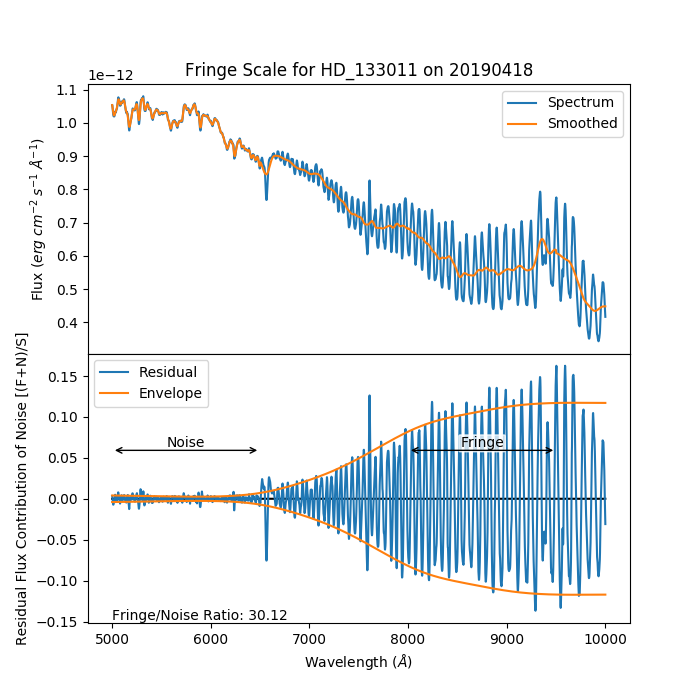 Fringe Scale for HD_133011 on 20190418
1e−12
1.1
1.0
0.9
0.8
0.7
0.6
0.5
0.4
Flux (erg cm⁻² s⁻¹ Å⁻¹)
Spectrum
Smoothed
Residual
Envelope
0.15
0.10
0.05
0.00
−0.05
−0.10
−0.15
Residual Flux Contribution of Noise [(F+N)/S]
Noise
Fringe
Fringe/Noise Ratio: 30.12
5000 6000 7000 8000 9000 10000
Wavelength (Å)